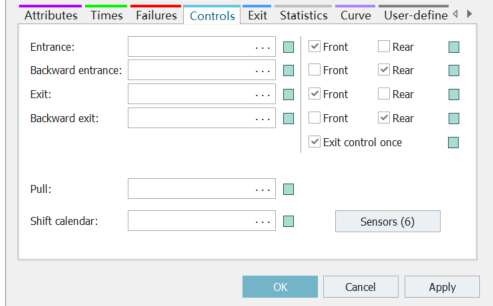 Attributes Times Failures Controls Exit Statistics Curve User-define
Entrance: ... Front Rear
Backward entrance: ... Front Rear
Exit: ... Front Rear
Backward exit: ... Front Rear
Exit control once
Pull: ...
Shift calendar: ... Sensors (6)
OK Cancel Apply